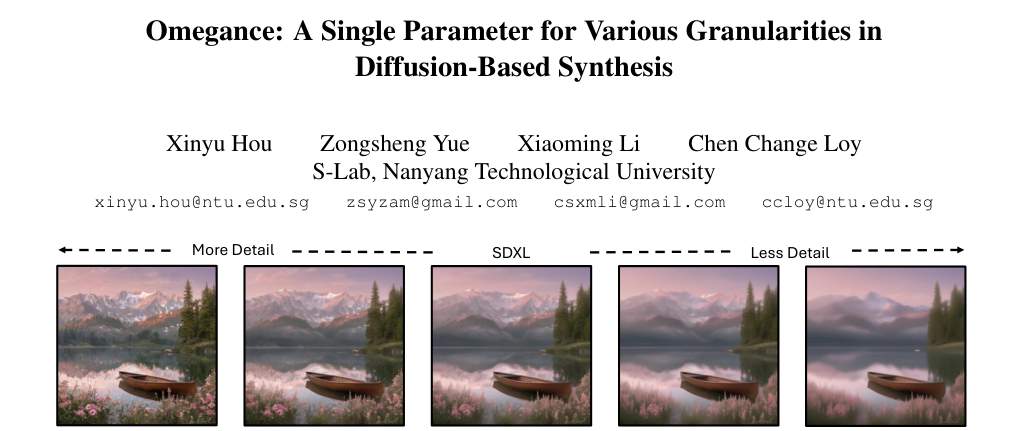 Omegance: A Single Parameter for Various Granularities in
Diffusion-Based Synthesis
Xinyu Hou Zongsheng Yue Xiaoming Li Chen Change Loy
S-Lab, Nanyang Technological University
xinyu.hou@ntu.edu.sg zsyzam@gmail.com csxmli@gmail.com ccloy@ntu.edu.sg
More Detail SDXL Less Detail